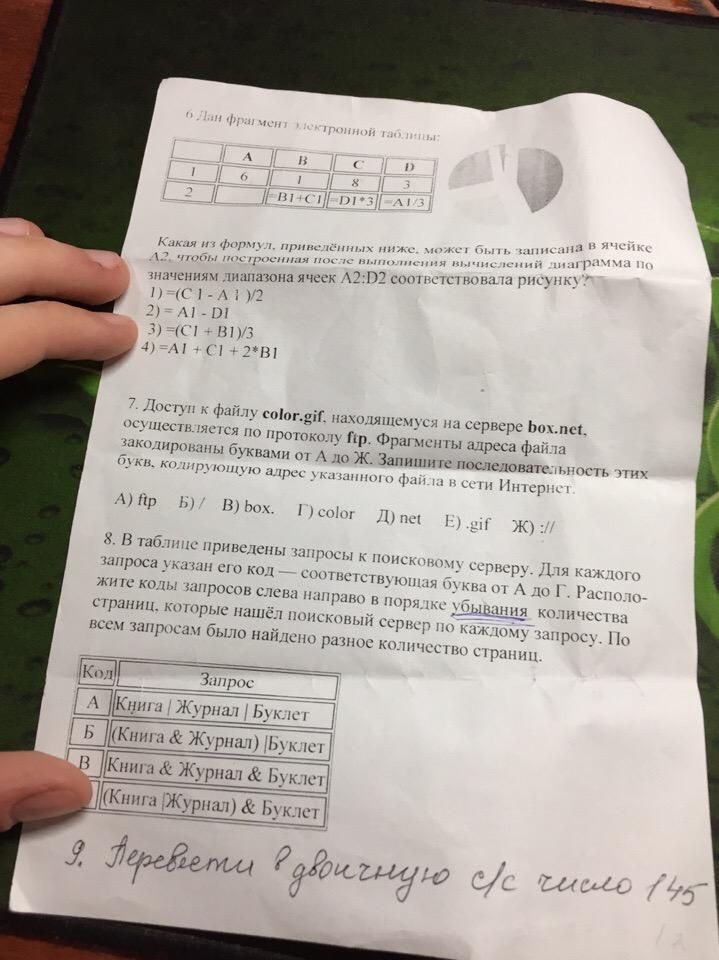 6 Дан фрагмент электронной таблицы:
A B C D
1 6 1 8 3
2 =B1+C1 =D1*3 =A1/3
Какая из формул, приведённых ниже, может быть записана в ячейке
A2, чтобы построенная после выполнения вычислений диаграмма по
значениям диапазона ячеек A2:D2 соответствовала рисунку?
1) =(C 1 - A 1 )/2
2) = A1 - D1
3) =(C1 + B1)/3
4) =A1 + C1 + 2*B1
7. Доступ к файлу color.gif, находящемуся на сервере box.net,
осуществляется по протоколу ftp. Фрагменты адреса файла
закодированы буквами от А до Ж. Запишите последовательность этих
букв, кодирующую адрес указанного файла в сети Интернет.
А) ftp Б) / В) box. Г) color Д) net Е) .gif Ж) ://
8. В таблице приведены запросы к поисковому серверу. Для каждого
запроса указан его код — соответствующая буква от А до Г. Располо-
жите коды запросов слева направо в порядке убывания количества
страниц, которые нашёл поисковый сервер по каждому запросу. По
всем запросам было найдено разное количество страниц.
Код Запрос
А Книга | Журнал | Буклет
Б (Книга & Журнал) |Буклет
В Книга & Журнал & Буклет
(Книга |Журнал) & Буклет
9. Перевести в двоичную с/с число 145